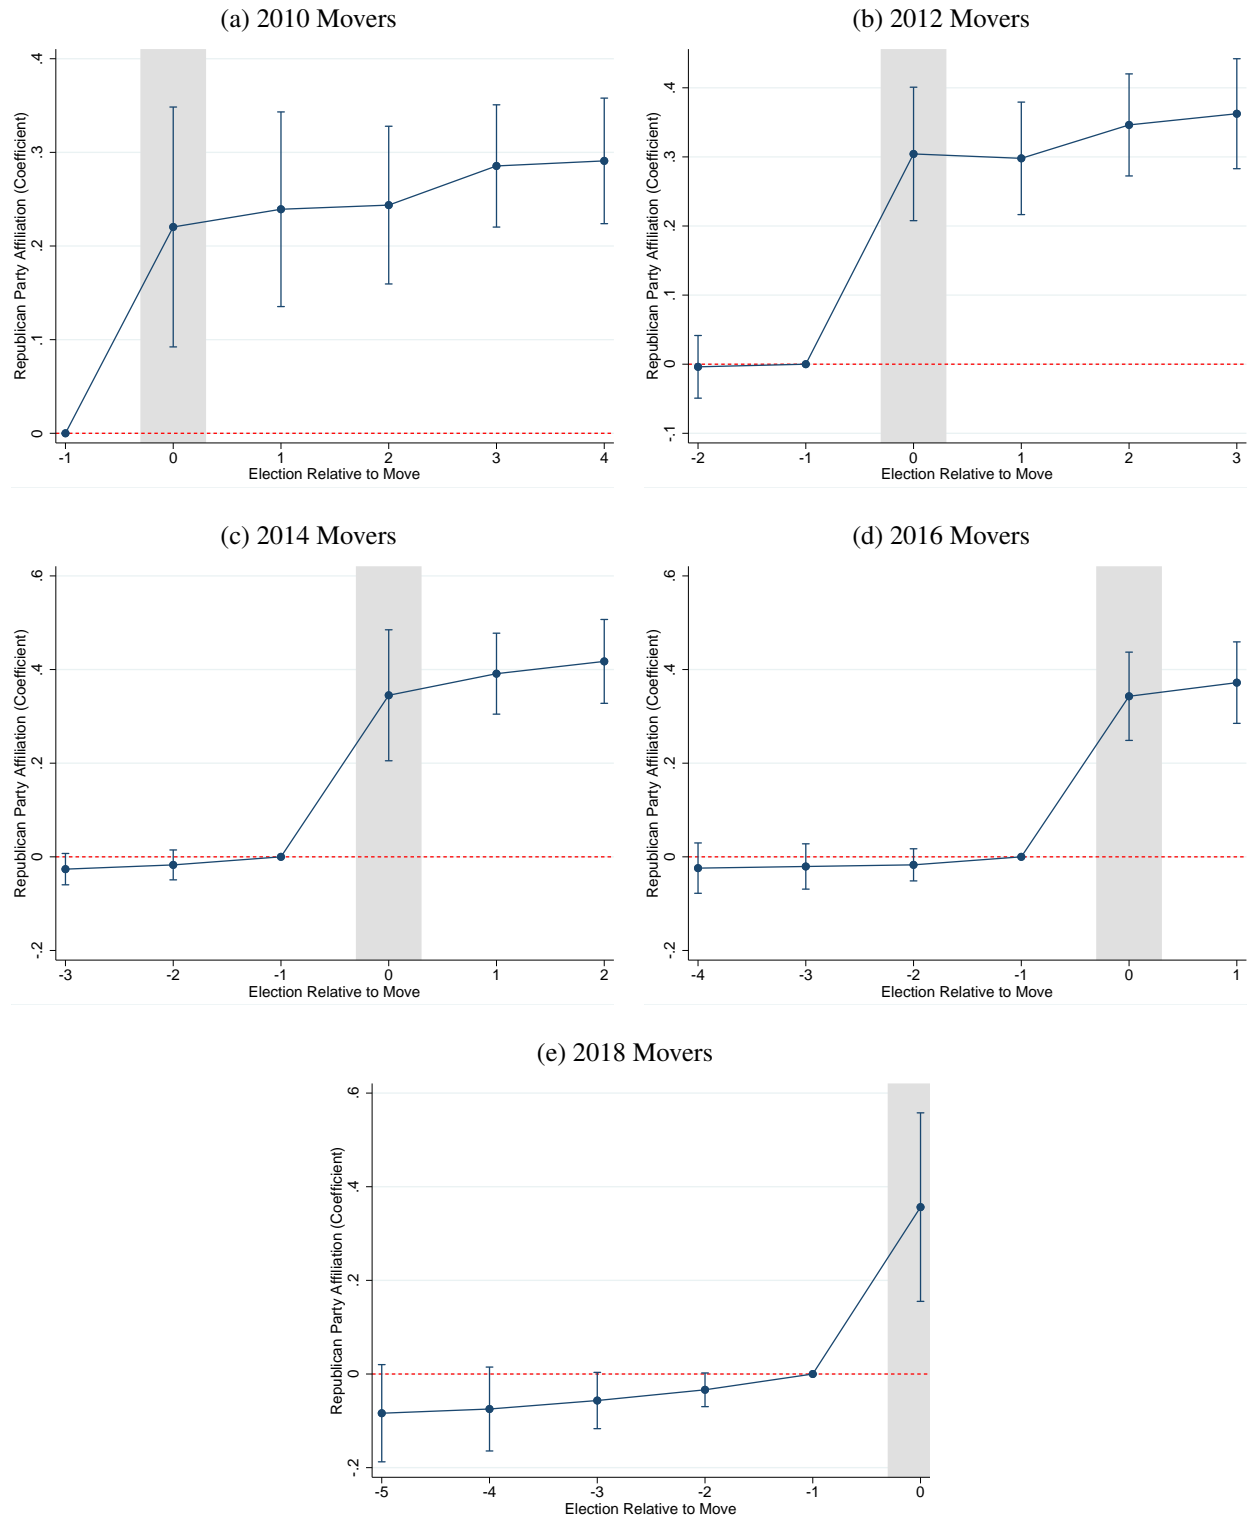 (a) 2010 Movers
Republican Party Affiliation (Coefficient)
.4
.3
.2
.1
0
-1 0 1 2 3 4
Election Relative to Move
(b) 2012 Movers
Republican Party Affiliation (Coefficient)
.4
.3
.2
.1
0
-.1
-2 -1 0 1 2 3
Election Relative to Move
(c) 2014 Movers
Republican Party Affiliation (Coefficient)
.6
.4
.2
0
-.2
-3 -2 -1 0 1 2
Election Relative to Move
(d) 2016 Movers
Republican Party Affiliation (Coefficient)
.6
.4
.2
0
-.2
-4 -3 -2 -1 0 1
Election Relative to Move
(e) 2018 Movers
Republican Party Affiliation (Coefficient)
.6
.4
.2
0
-.2
-5 -4 -3 -2 -1 0
Election Relative to Move